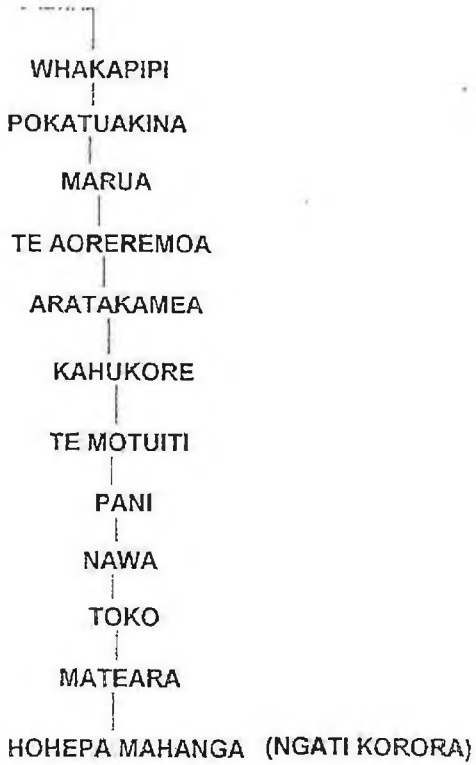 WHAKAPIPI
POKATUAKINA
MARUA
TE AOREREMOA
ARATAKAMEA
KAHUKORE
TE MOTUITI
PANI
NAWA
TOKO
MATEARA
HOHEPA MAHANGA (NGATI KORORA)